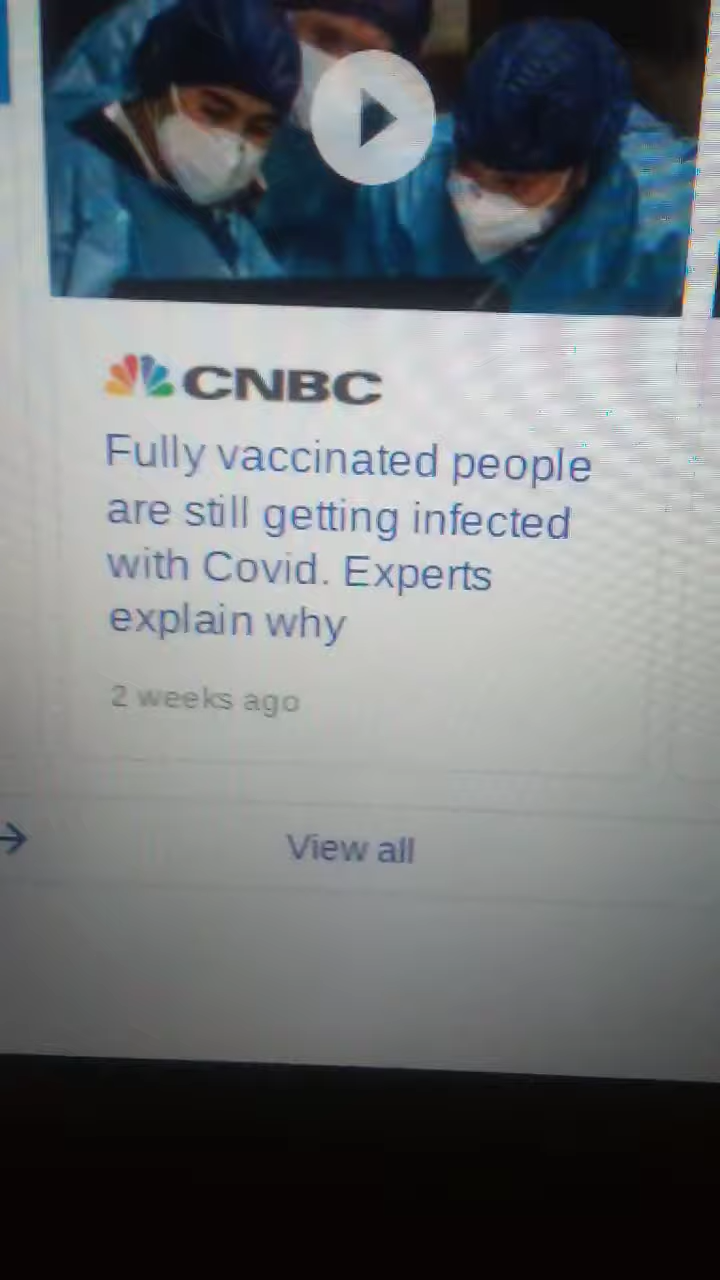 CNBC
Fully vaccinated people
are still getting infected
with Covid. Experts
explain why
2 weeks ago
View all